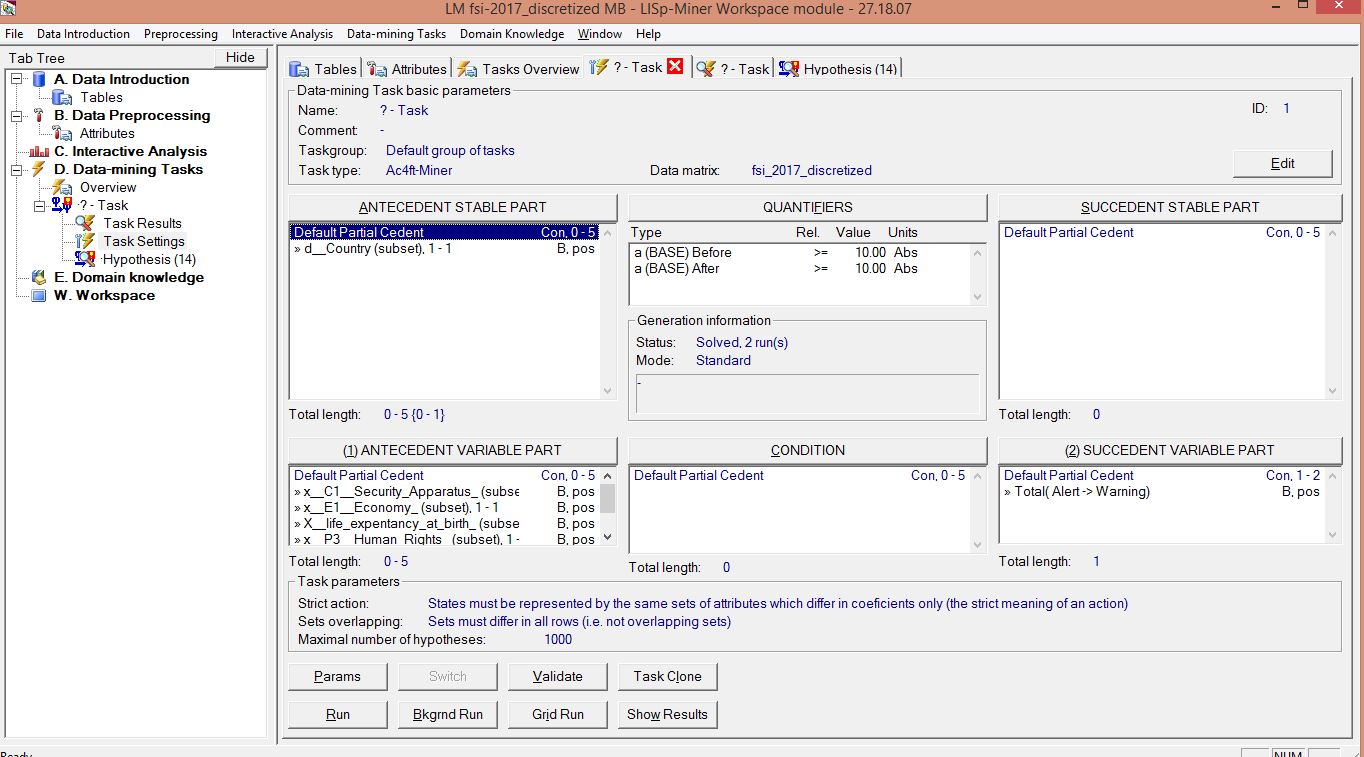 LM fsi-2017_discretized MB - LISp-Miner Workspace module - 27.18.07
File Data Introduction Preprocessing Interactive Analysis Data-mining Tasks Domain Knowledge Window Help
Tab Tree Hide
A. Data Introduction
Tables
B. Data Preprocessing
Attributes
C. Interactive Analysis
D. Data-mining Tasks
Overview
? - Task
Task Results
Task Settings
Hypothesis (14)
E. Domain knowledge
W. Workspace
Tables Attributes Tasks Overview ? - Task ? - Task Hypothesis (14)
Data-mining Task basic parameters
Name: ? - Task ID: 1
Comment: -
Taskgroup: Default group of tasks
Task type: Ac4ft-Miner Data matrix: fsi_2017_discretized
Edit
ANTECEDENT STABLE PART
Default Partial Cedent Con, 0 - 5
» d__Country (subset), 1 - 1 B, pos
Total length: 0 - 5 {0 - 1}
QUANTIFIERS
Type Rel. Value Units
a (BASE) Before >= 10.00 Abs
a (BASE) After >= 10.00 Abs
Generation information
Status: Solved, 2 run(s)
Mode: Standard
-
SUCCEDENT STABLE PART
Default Partial Cedent Con, 0 - 5
Total length: 0
(1) ANTECEDENT VARIABLE PART
Default Partial Cedent Con, 0 - 5
» x__C1__Security_Apparatus_ (subse B, pos
» x__E1__Economy_ (subset), 1 - 1 B, pos
» X__life_expentancy_at_birth_ (subse B, pos
» x__P3__Human_Rights_ (subset), 1 - B, pos
Total length: 0 - 5
CONDITION
Default Partial Cedent Con, 0 - 5
Total length: 0
(2) SUCCEDENT VARIABLE PART
Default Partial Cedent Con, 1 - 2
» Total( Alert -> Warning) B, pos
Total length: 1
Task parameters
Strict action: States must be represented by the same sets of attributes which differ in coeficients only (the strict meaning of an action)
Sets overlapping: Sets must differ in all rows (i.e. not overlapping sets)
Maximal number of hypotheses: 1000
Params Switch Validate Task Clone
Run Bkgrnd Run Grid Run Show Results
Ready NUM